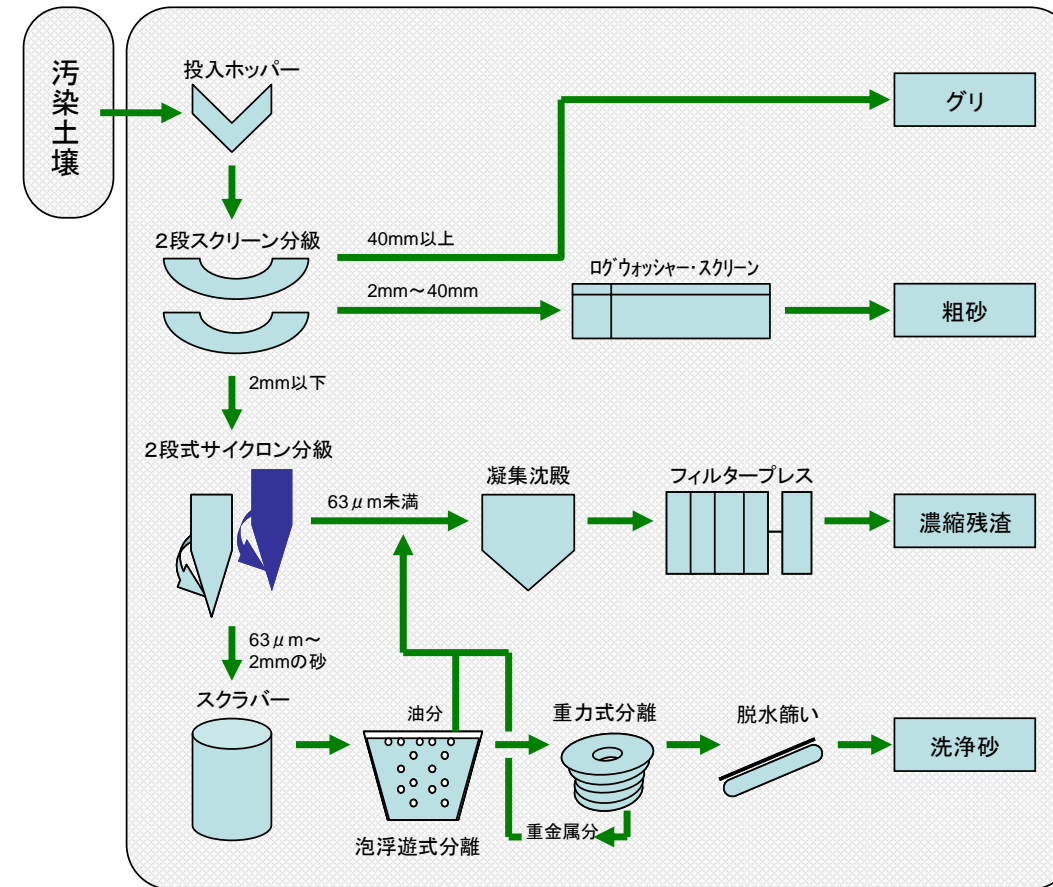 汚染土壌
投入ホッパー
グリ
2段スクリーン分級
40mm以上
ログウォッシャー・スクリーン
2mm～40mm
粗砂
2mm以下
2段式サイクロン分級
63μm未満
凝集沈殿
フィルタープレス
濃縮残渣
63μm～
2mmの砂
スクラバー
油分
重力式分離
脱水篩い
洗浄砂
重金属分
泡浮遊式分離